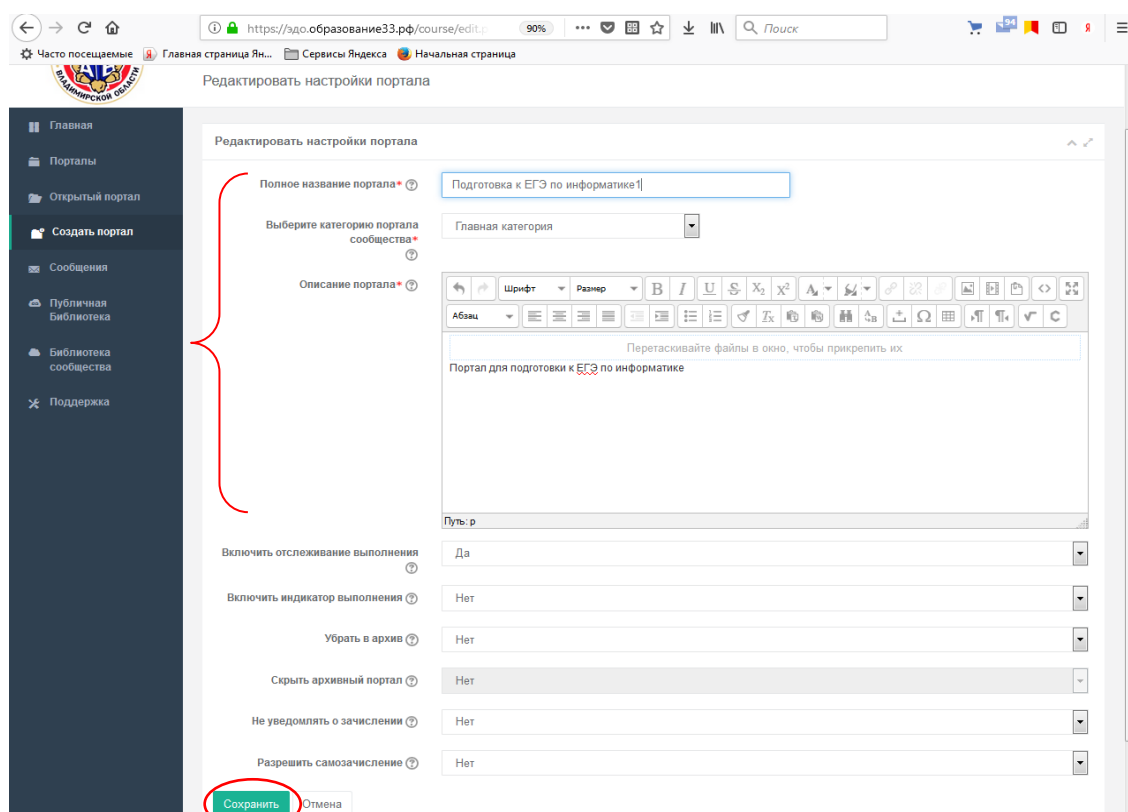 https://эдо.образование33.рф/course/edit.p
90%
Поиск
94
Часто посещаемые
Главная страница Ян...
Сервисы Яндекса
Начальная страница
ВЛАДИМИРСКОЙ ОБЛАСТИ
Редактировать настройки портала
Главная
Порталы
Открытый портал
Создать портал
Сообщения
Публичная
Библиотека
Библиотека
сообщества
Поддержка
Редактировать настройки портала
Полное название портала*
Подготовка к ЕГЭ по информатике1
Выберите категорию портала
сообщества*
Главная категория
Описание портала*
Шрифт
Размер
Абзац
Перетаскивайте файлы в окно, чтобы прикрепить их
Портал для подготовки к ЕГЭ по информатике
Путь: p
Включить отслеживание выполнения
Да
Включить индикатор выполнения
Нет
Убрать в архив
Нет
Скрыть архивный портал
Нет
Не уведомлять о зачислении
Нет
Разрешить самозачисление
Нет
Сохранить
Отмена